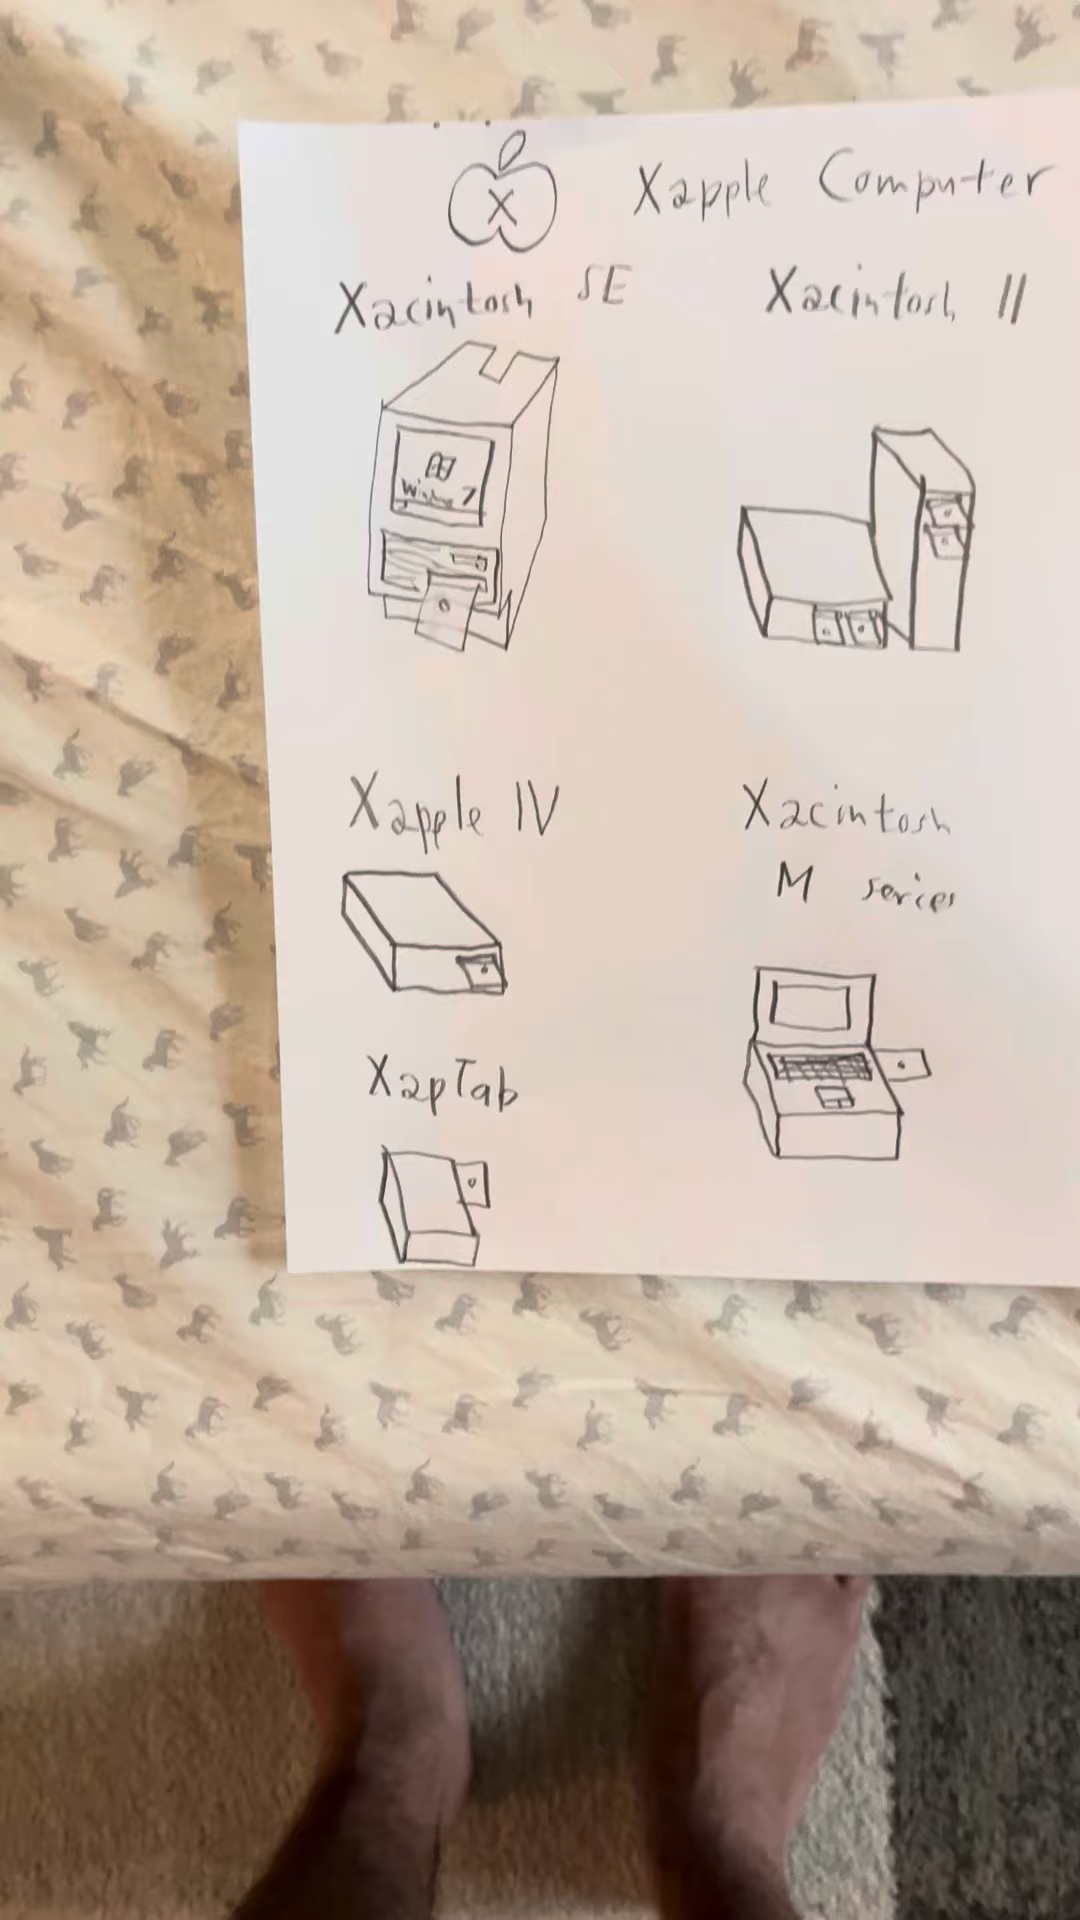 X
Xapple Computer
Xacintosh SE
Xacintosh II
Windows 7
Xapple IV
Xacintosh
M series
XapTab